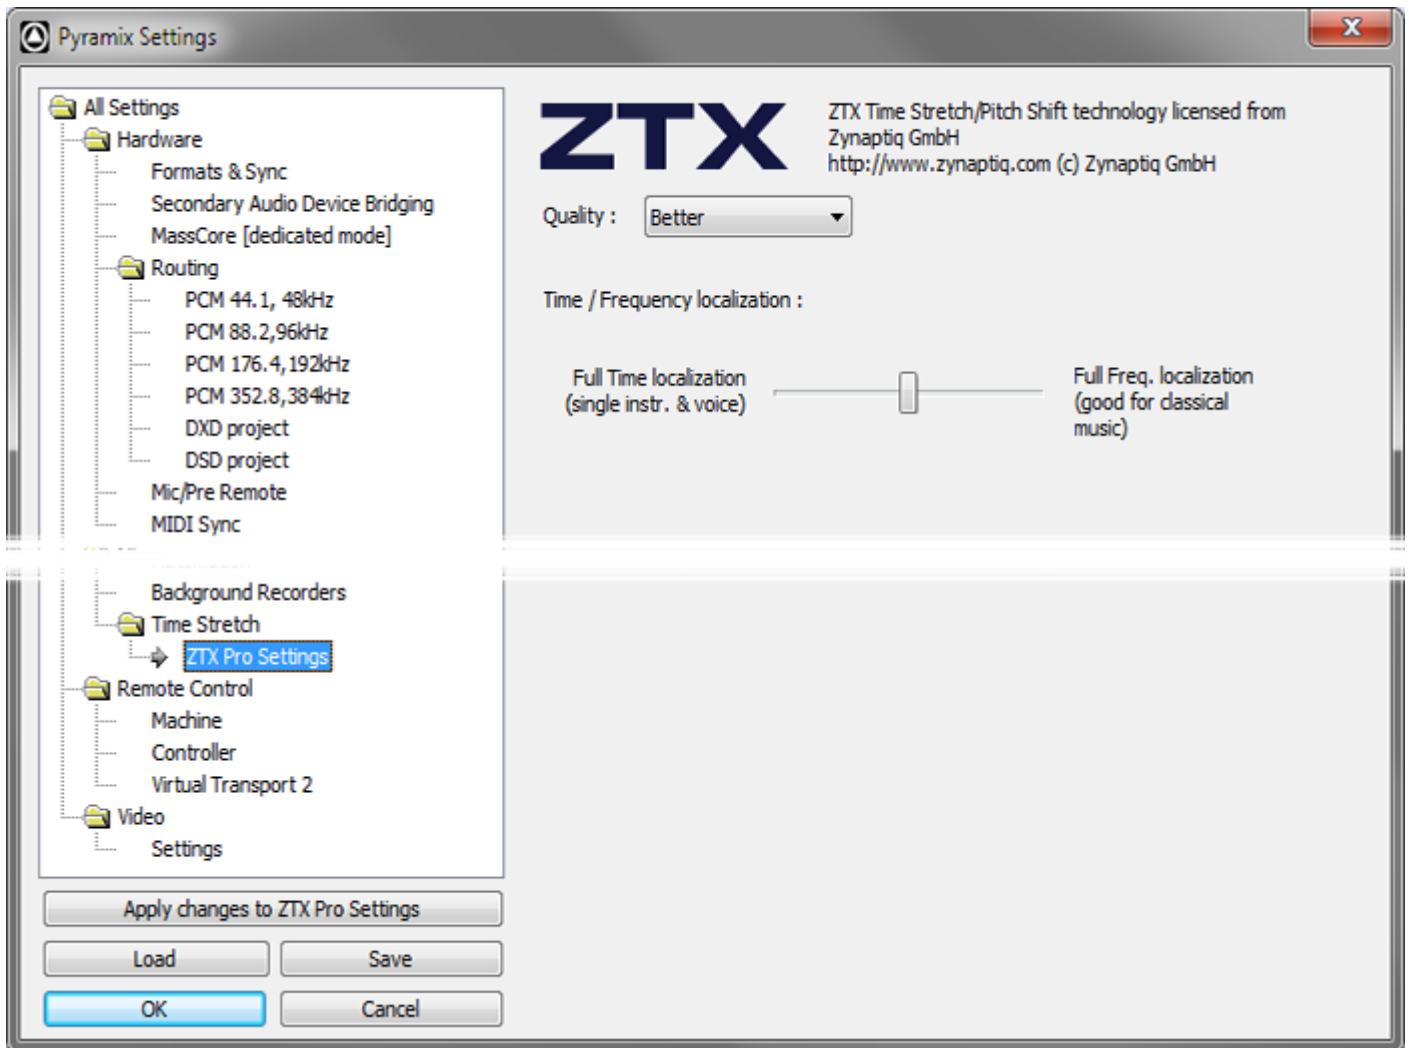 Pyramix Settings
X
All Settings
Hardware
Formats & Sync
Secondary Audio Device Bridging
MassCore [dedicated mode]
Routing
PCM 44.1, 48kHz
PCM 88.2,96kHz
PCM 176.4,192kHz
PCM 352.8,384kHz
DXD project
DSD project
Mic/Pre Remote
MIDI Sync
Background Recorders
Time Stretch
ZTX Pro Settings
Remote Control
Machine
Controller
Virtual Transport 2
Video
Settings
Apply changes to ZTX Pro Settings
Load
Save
OK
Cancel
ZTX
ZTX Time Stretch/Pitch Shift technology licensed from
Zynaptiq GmbH
http://www.zynaptiq.com (c) Zynaptiq GmbH
Quality :
Better
Time / Frequency localization :
Full Time localization
(single instr. & voice)
Full Freq. localization
(good for classical
music)